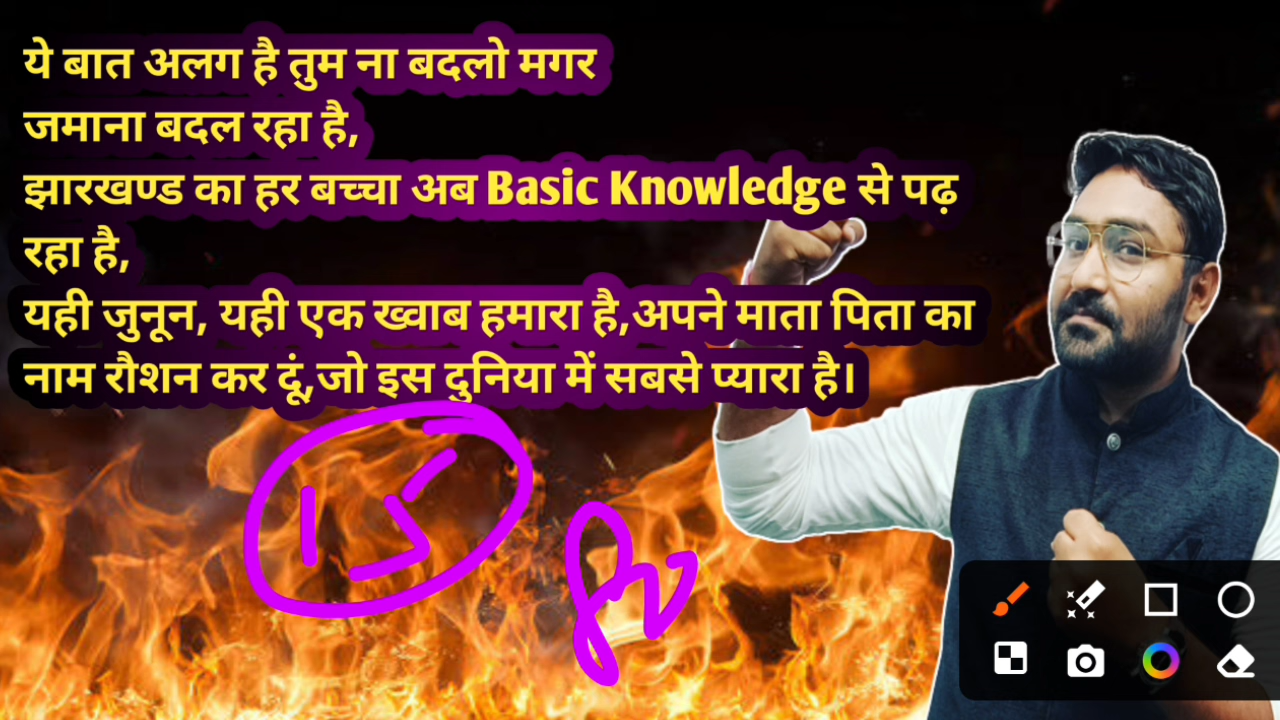 ये बात अलग है तुम ना बदलो मगर
जमाना बदल रहा है,
झारखण्ड का हर बच्चा अब Basic Knowledge से पढ़
रहा है,
यही जुनून, यही एक ख्वाब हमारा है,अपने माता पिता का
नाम रौशन कर दूं,जो इस दुनिया में सबसे प्यारा है।
15